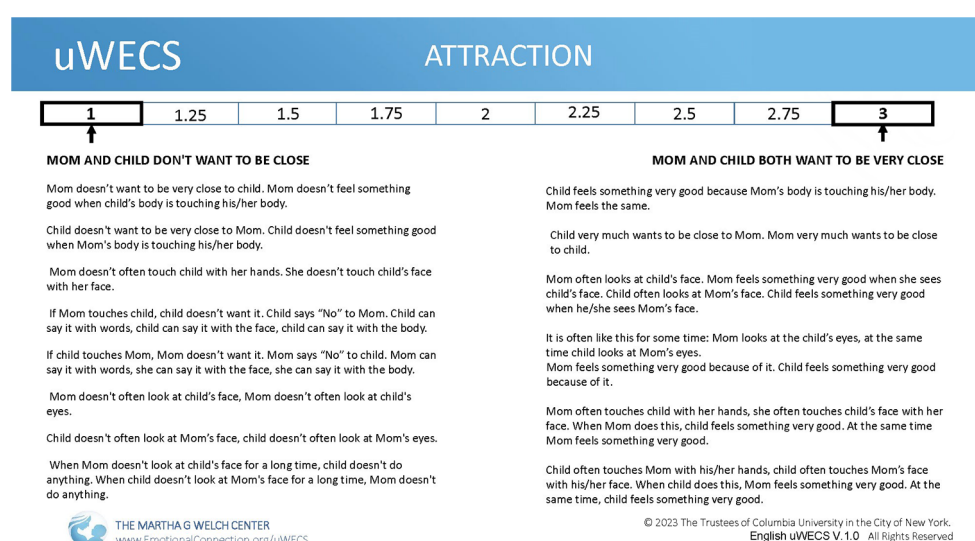 uWECS
ATTRACTION
1 1.25 1.5 1.75 2 2.25 2.5 2.75 3
MOM AND CHILD DON'T WANT TO BE CLOSE
Mom doesn’t want to be very close to child. Mom doesn’t feel something
good when child’s body is touching his/her body.
Child doesn't want to be very close to Mom. Child doesn't feel something good
when Mom's body is touching his/her body.
Mom doesn’t often touch child with her hands. She doesn’t touch child’s face
with her face.
If Mom touches child, child doesn’t want it. Child says “No” to Mom. Child can
say it with words, child can say it with the face, child can say it with the body.
If child touches Mom, Mom doesn’t want it. Mom says “No” to child. Mom can
say it with words, she can say it with the face, she can say it with the body.
Mom doesn't often look at child’s face, Mom doesn’t often look at child's
eyes.
Child doesn't often look at Mom’s face, child doesn’t often look at Mom's eyes.
When Mom doesn't look at child's face for a long time, child doesn't do
anything. When child doesn’t look at Mom's face for a long time, Mom doesn't
do anything.
MOM AND CHILD BOTH WANT TO BE VERY CLOSE
Child feels something very good because Mom’s body is touching his/her body.
Mom feels the same.
Child very much wants to be close to Mom. Mom very much wants to be close
to child.
Mom often looks at child's face. Mom feels something very good when she sees
child’s face. Child often looks at Mom’s face. Child feels something very good
when he/she sees Mom’s face.
It is often like this for some time: Mom looks at the child’s eyes, at the same
time child looks at Mom’s eyes.
Mom feels something very good because of it. Child feels something very good
because of it.
Mom often touches child with her hands, she often touches child’s face with her
face. When Mom does this, child feels something very good. At the same time
Mom feels something very good.
Child often touches Mom with his/her hands, child often touches Mom’s face
with his/her face. When child does this, Mom feels something very good. At the
same time, child feels something very good.
THE MARTHA G WELCH CENTER
www.EmotionalConnection.org/uWECS
© 2023 The Trustees of Columbia University in the City of New York.
English uWECS V.1.0 All Rights Reserved